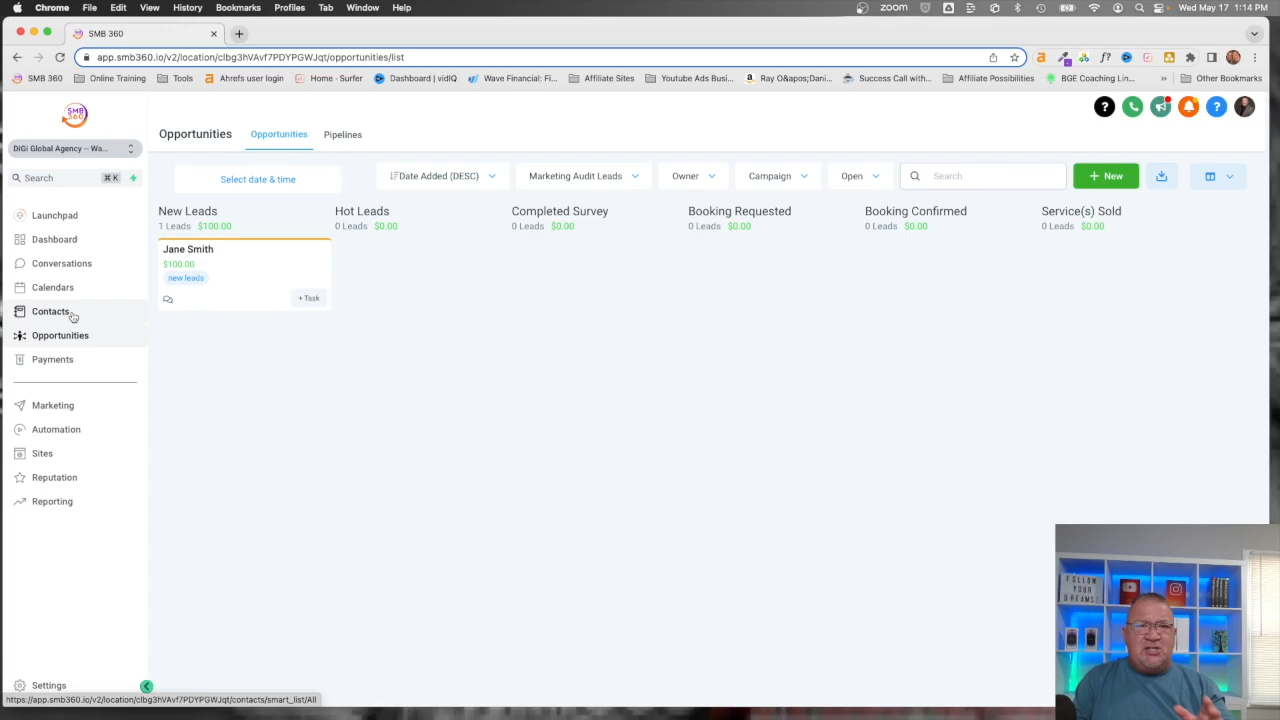 Chrome File Edit View History Bookmarks Profiles Tab Window Help ZOOM Wed May 17 1:14 PM
SMB 360
app.smb360.io/v2/location/clbg3hVAvf7PDYPGWJqt/opportunities/list
SMB 360 Online Training Tools Ahrefs user login Home - Surfer Dashboard | vidIQ Wave Financial: Fi... Affiliate Sites Youtube Ads Busi... Ray O&apos;Dani... Success Call with... Affiliate Possibilities BGE Coaching Lin... » Other Bookmarks
SMB
360
DiGi Global Agency -- Wa...
Search ⌘ K
Launchpad
Dashboard
Conversations
Calendars
Contacts
Opportunities
Payments
Marketing
Automation
Sites
Reputation
Reporting
Settings
Opportunities Opportunities Pipelines
Select date & time Date Added (DESC) Marketing Audit Leads Owner Campaign Open Search + New
New Leads
1 Leads $100.00
Jane Smith
$100.00
new leads
+ Task
Hot Leads
0 Leads $0.00
Completed Survey
0 Leads $0.00
Booking Requested
0 Leads $0.00
Booking Confirmed
0 Leads $0.00
Service(s) Sold
0 Leads $0.00
https://app.smb360.io/v2/location/clbg3hVAvf7PDYPGWJqt/contacts/smart_list/All
FOLLOW
YOUR
DREAMS!